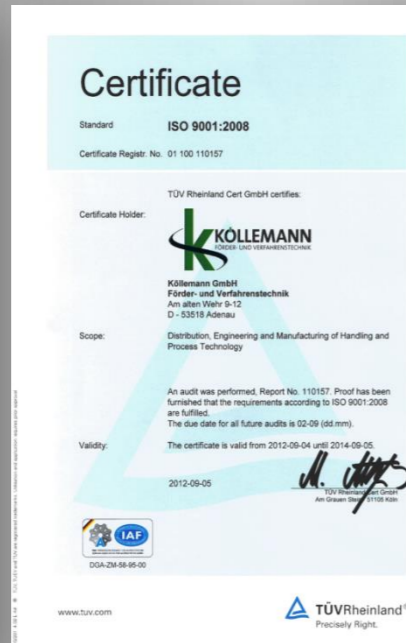 Certificate
Standard ISO 9001:2008
Certificate Registr. No. 01 100 110157
TÜV Rheinland Cert GmbH certifies:
Certificate Holder:
KÖLLEMANN
FÖRDER- UND VERFAHRENSTECHNIK
Köllemann GmbH
Förder- und Verfahrenstechnik
Am alten Wehr 9-12
D - 53518 Adenau
Scope: Distribution, Engineering and Manufacturing of Handling and
Process Technology
An audit was performed, Report No. 110157. Proof has been
furnished that the requirements according to ISO 9001:2008
are fulfilled.
The due date for all future audits is 02-09 (dd.mm).
Validity: The certificate is valid from 2012-09-04 until 2014-09-05.
2012-09-05
TÜV Rheinland Cert GmbH
Am Grauen Stein 51105 Köln
IAF
DGA-ZM-58-95-00
www.tuv.com
TÜVRheinland®
Precisely Right.